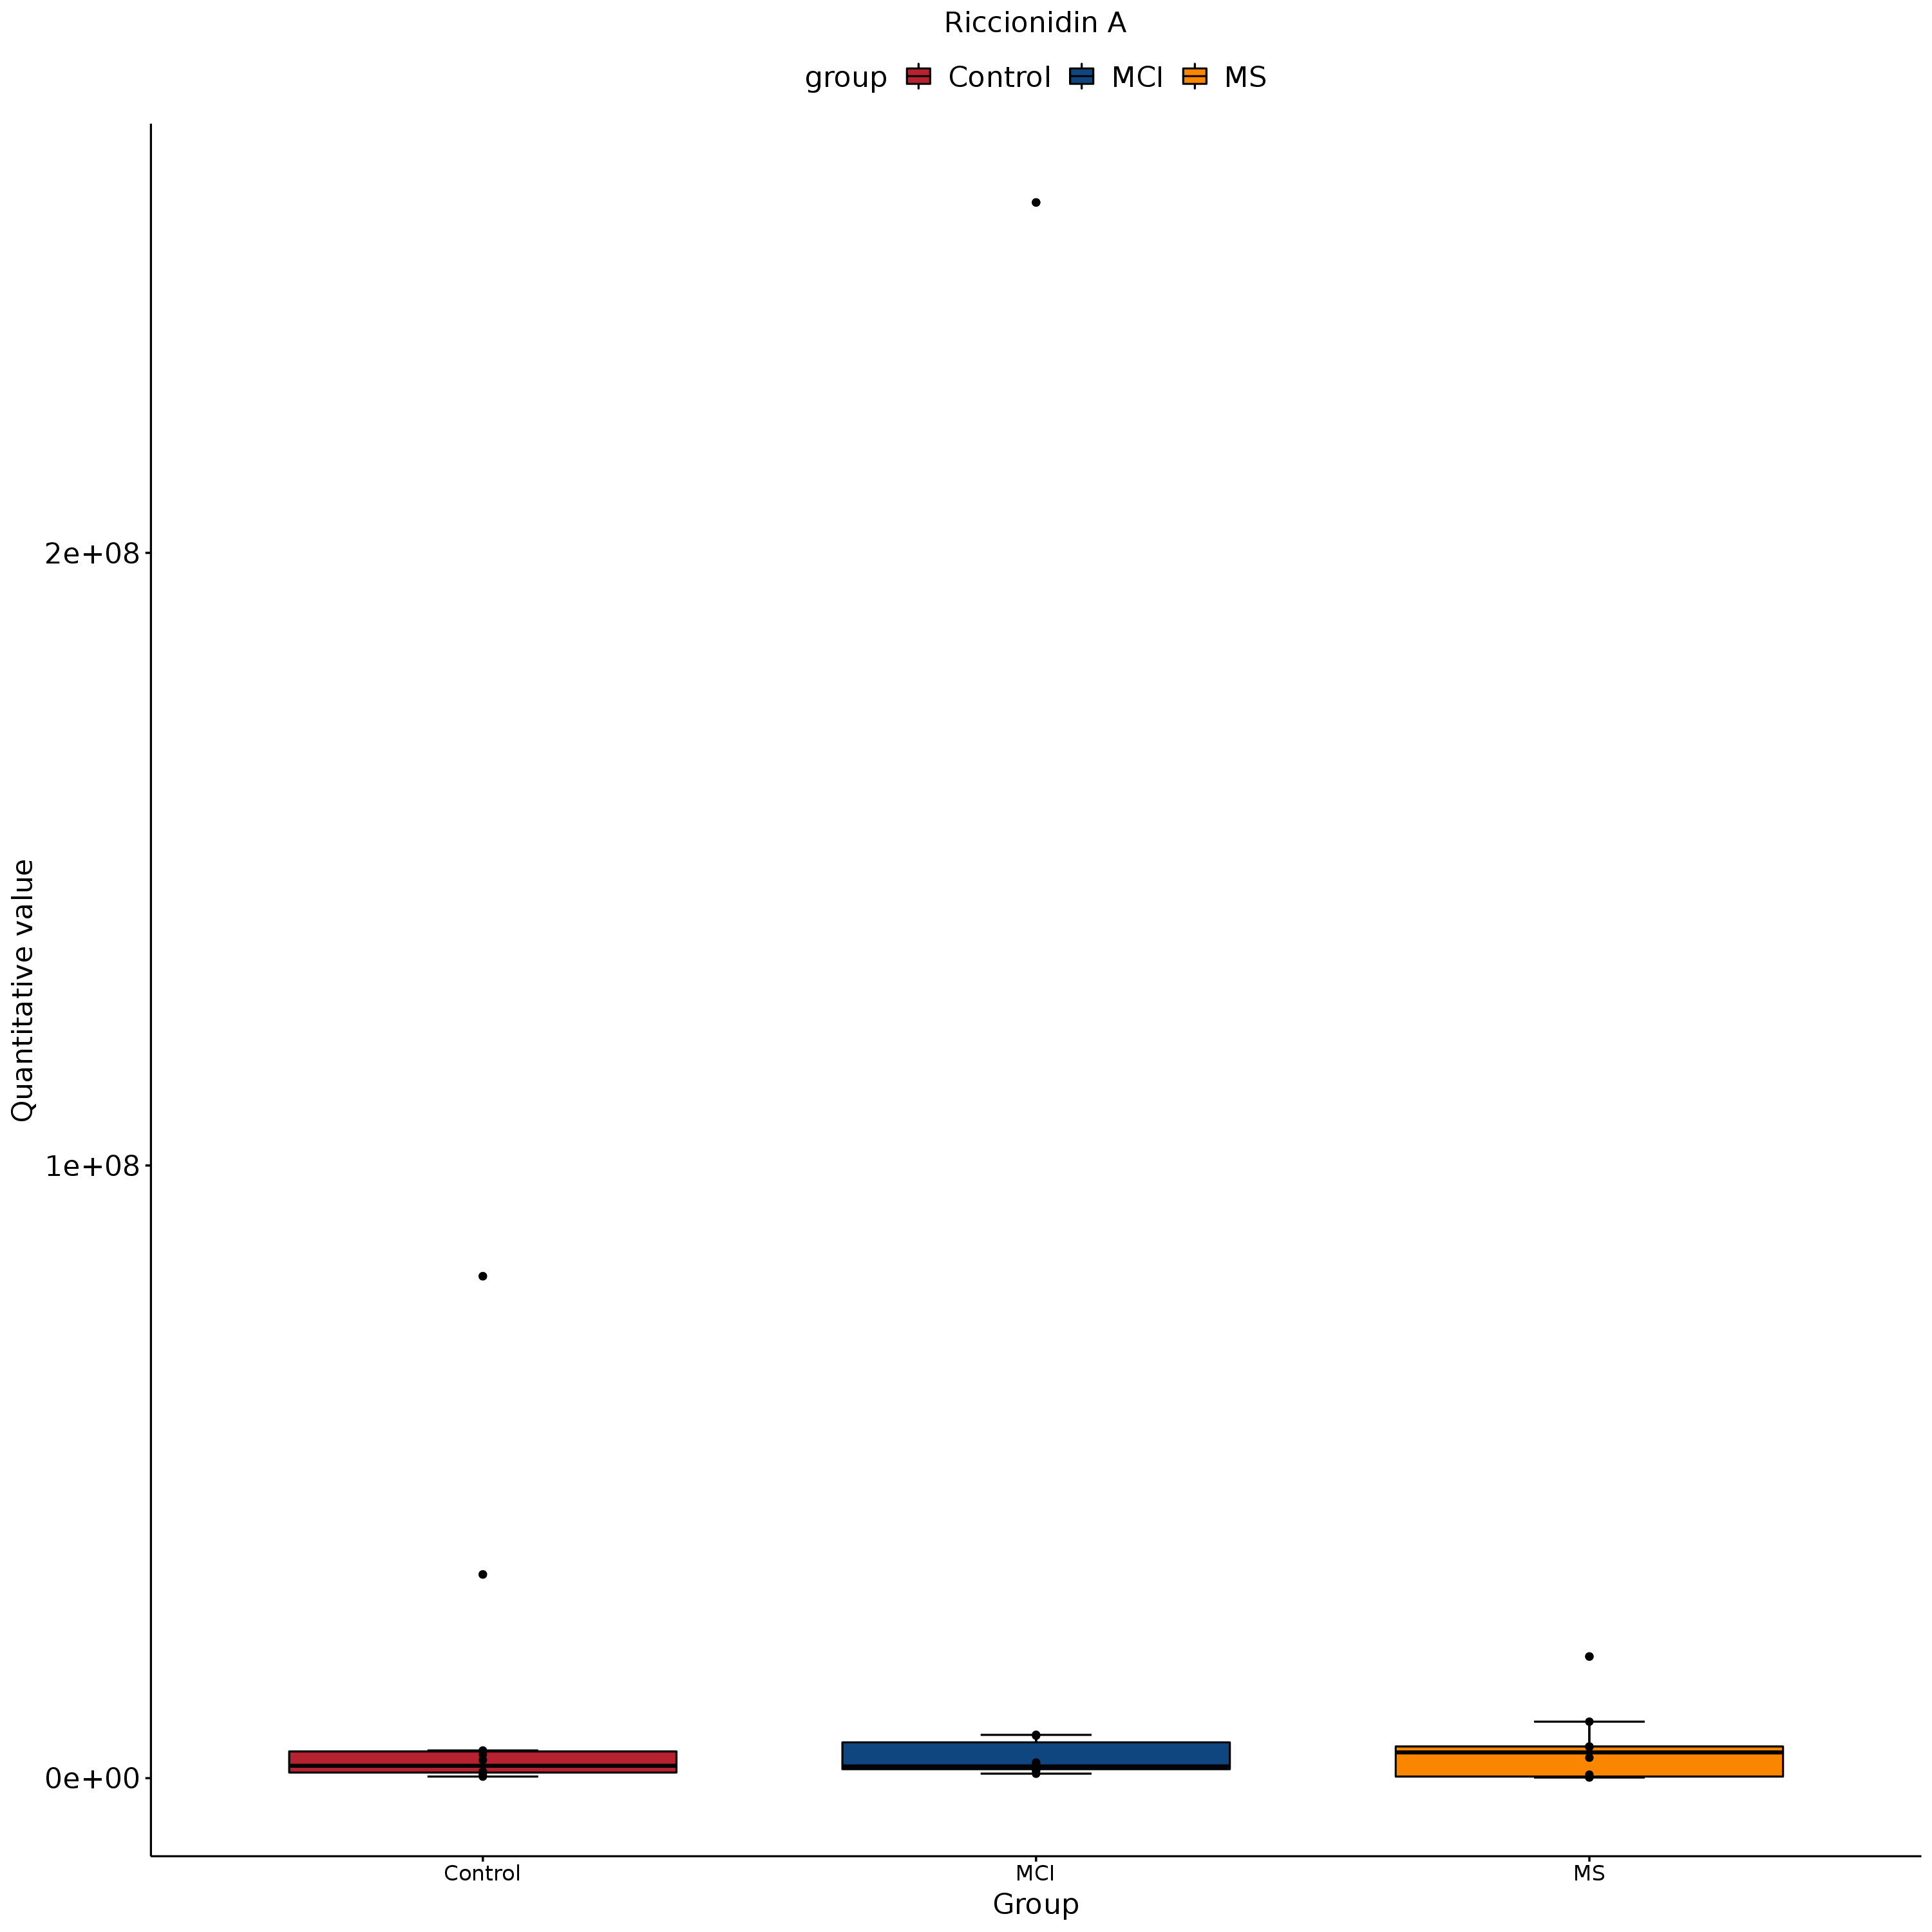 Riccionidin A
group Control MCI MS
Quantitative value
2e+08
1e+08
0e+00
Control MCI MS
Group